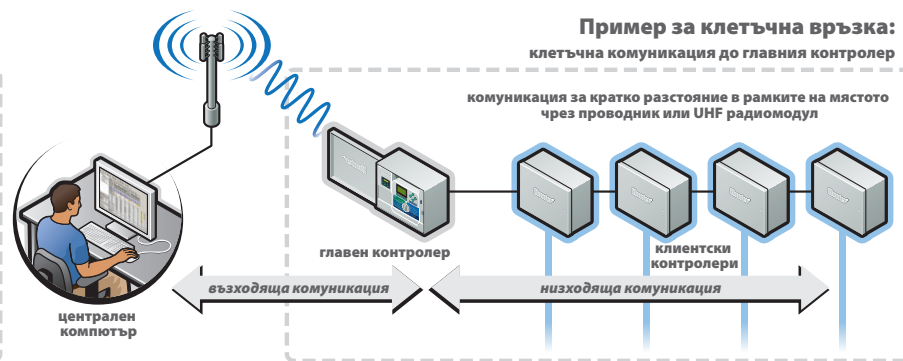 Пример за клетъчна връзка:
клетъчна комуникация до главния контролер
комуникация за кратко разстояние в рамките на мястото
чрез проводник или UHF радиомодул
главен контролер
клиентски
контролери
възходяща комуникация
низходяща комуникация
централен
компютър